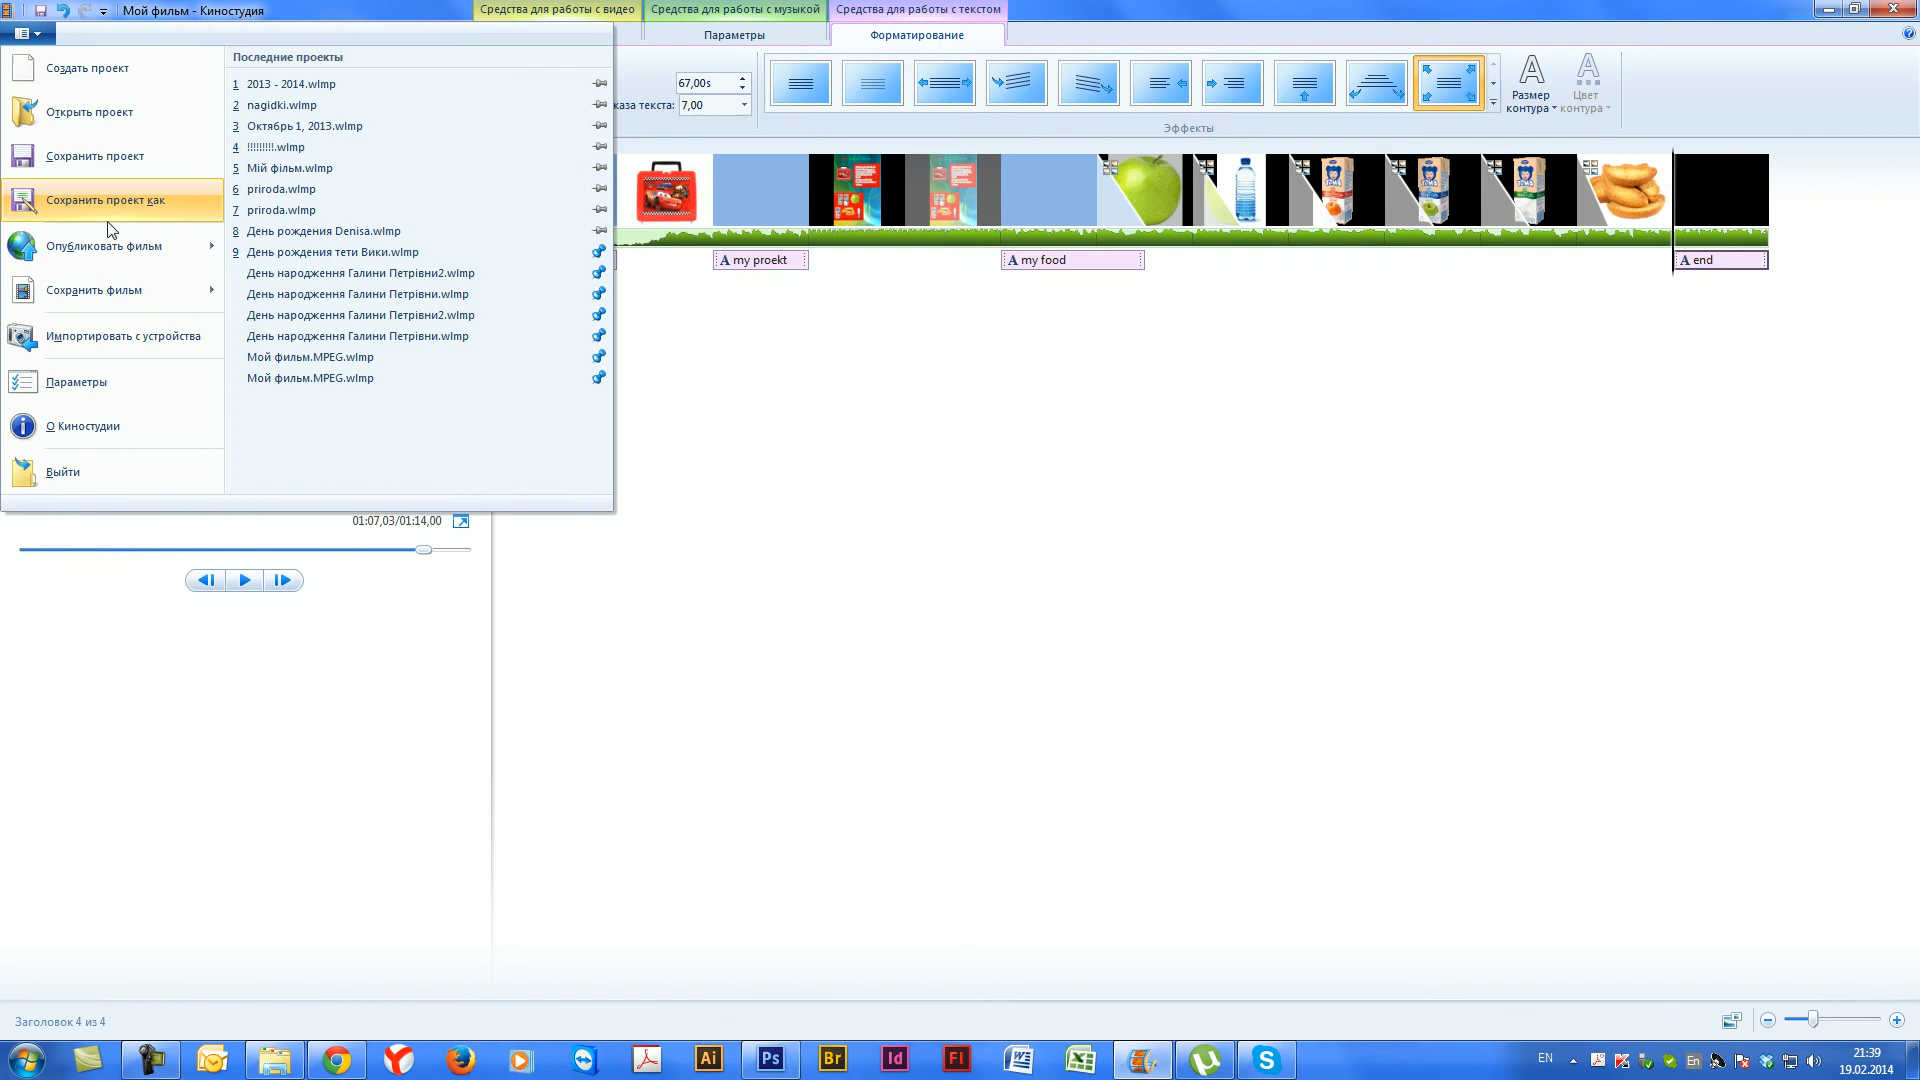 Мой фильм - Киностудия
Средства для работы с видео
Средства для работы с музыкой
Средства для работы с текстом
Параметры
Форматирование
Создать проект
Открыть проект
Сохранить проект
Сохранить проект как
Опубликовать фильм
Сохранить фильм
Импортировать с устройства
Параметры
О Киностудии
Выйти
Последние проекты
1 2013 - 2014.wlmp
2 nagidki.wlmp
3 Октябрь 1, 2013.wlmp
4 !!!!!!!!!.wlmp
5 Мій фільм.wlmp
6 priroda.wlmp
7 priroda.wlmp
8 День рождения Denisa.wlmp
9 День рождения тети Вики.wlmp
День народження Галини Петрівни2.wlmp
День народження Галини Петрівни.wlmp
День народження Галини Петрівни2.wlmp
День народження Галини Петрівни.wlmp
Мой фильм.MPEG.wlmp
Мой фильм.MPEG.wlmp
67,00s
каза текста: 7,00
Размер контура
Цвет контура
Эффекты
A my proekt
A my food
A end
01:07,03/01:14,00
Заголовок 4 из 4
Ai
Ps
Br
Id
Fl
EN
En
21:39
19.02.2014